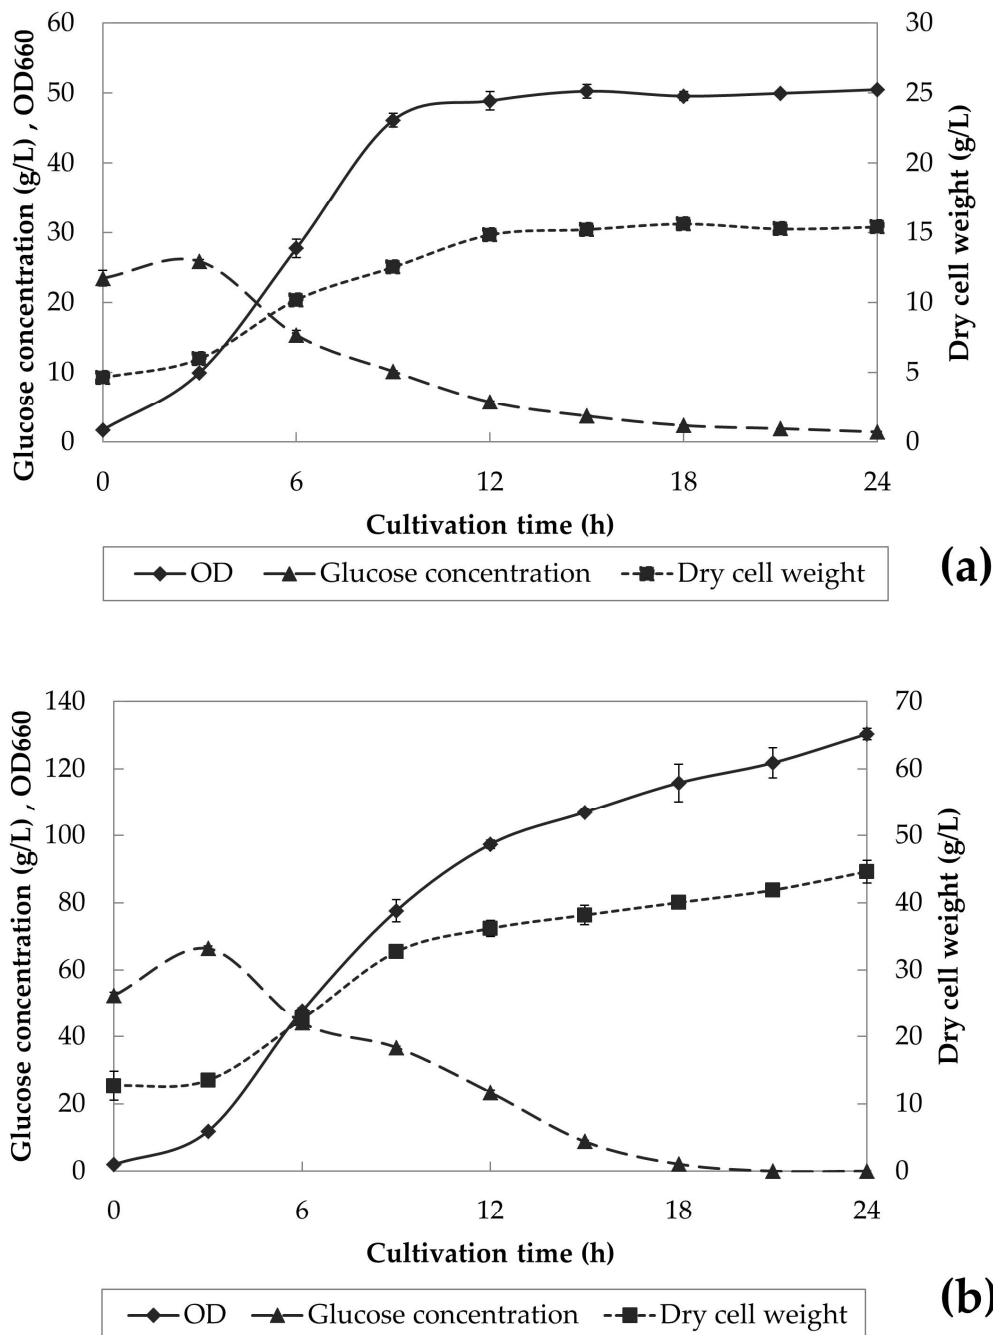 60
50
40
30
20
10
0
Glucose concentration (g/L) , OD660
30
25
20
15
10
5
0
Dry cell weight (g/L)
0 6 12 18 24
Cultivation time (h)
OD Glucose concentration Dry cell weight
(a)
140
120
100
80
60
40
20
0
Glucose concentration (g/L) , OD660
70
60
50
40
30
20
10
0
Dry cell weight (g/L)
0 6 12 18 24
Cultivation time (h)
OD Glucose concentration Dry cell weight
(b)